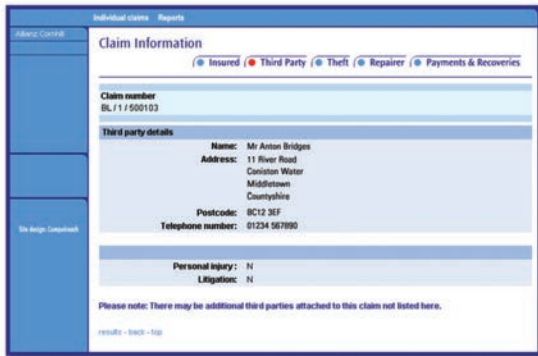 Individual claims Reports
Allianz Cornhill
Claim Information
Insured Third Party Theft Repairer Payments & Recoveries
Claim number
BL / 1 / 500103
Third party details
Name: Mr Anton Bridges
Address: 11 River Road
Coniston Water
Middletown
Countyshire
Postcode: BC12 3EF
Telephone number: 01234 567890
Site design Computeach
Personal injury: N
Litigation: N
Please note: There may be additional third parties attached to this claim not listed here.
results - back - top